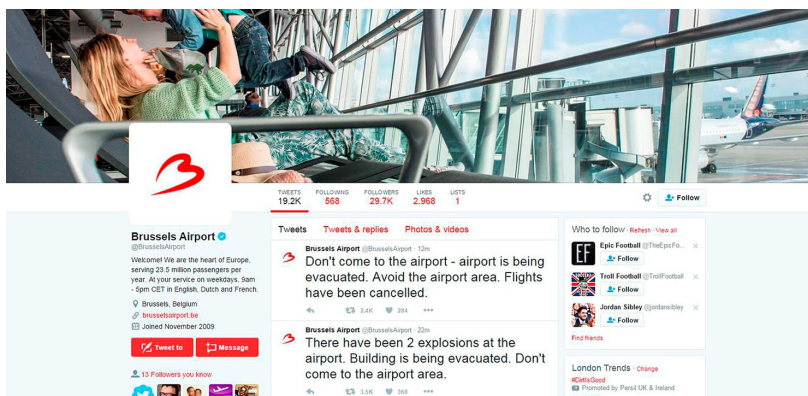 TWEETS FOLLOWING FOLLOWERS LIKES LISTS
19.2K 568 29.7K 2,968 1
Follow
Brussels Airport
@BrusselsAirport
Welcome! We are the heart of Europe,
serving 23.5 million passengers per
year. At your service on weekdays, 9am
- 5pm CET in English, Dutch and French.
Brussels, Belgium
brusselsairport.be
Joined November 2009
Tweet to Message
13 Followers you know
Tweets Tweets & replies Photos & videos
Brussels Airport @BrusselsAirport · 12m
Don't come to the airport - airport is being
evacuated. Avoid the airport area. Flights
have been cancelled.
2.4K 284
Brussels Airport @BrusselsAirport · 22m
There have been 2 explosions at the
airport. Building is being evacuated. Don't
come to the airport area.
3.5K 368
Who to follow · Refresh · View all
Epic Football @TheEpicFo...
Follow
Troll Football @TrollFootball
Follow
Jordan Sibley @jordansibley
Follow
Find friends
London Trends · Change
#DirtIsGood
Promoted by Persil UK & Ireland